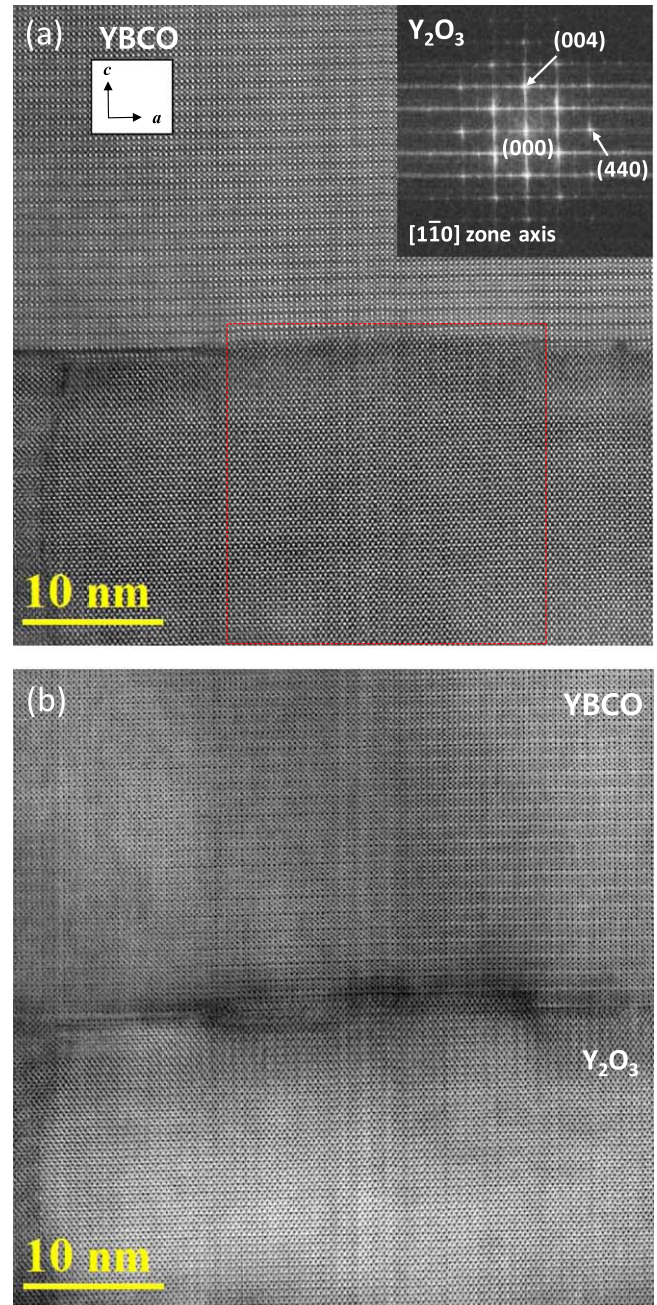 (a)
YBCO
c
a
Y₂O₃
(004)
(000)
(440)
[11̅0] zone axis
10 nm
(b)
YBCO
Y₂O₃
10 nm